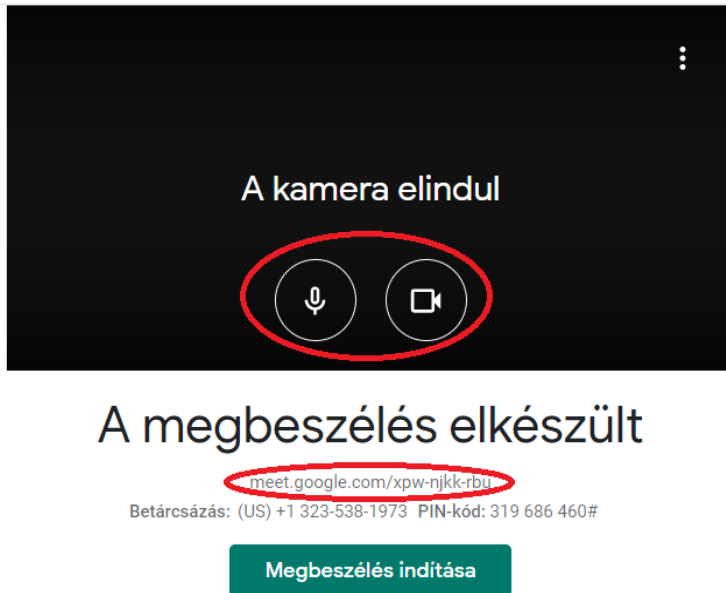 A kamera elindul
A megbeszélés elkészült
meet.google.com/xpw-njkk-rbu
Betárcsázás: (US) +1 323-538-1973 PIN-kód: 319 686 460#
Megbeszélés indítása